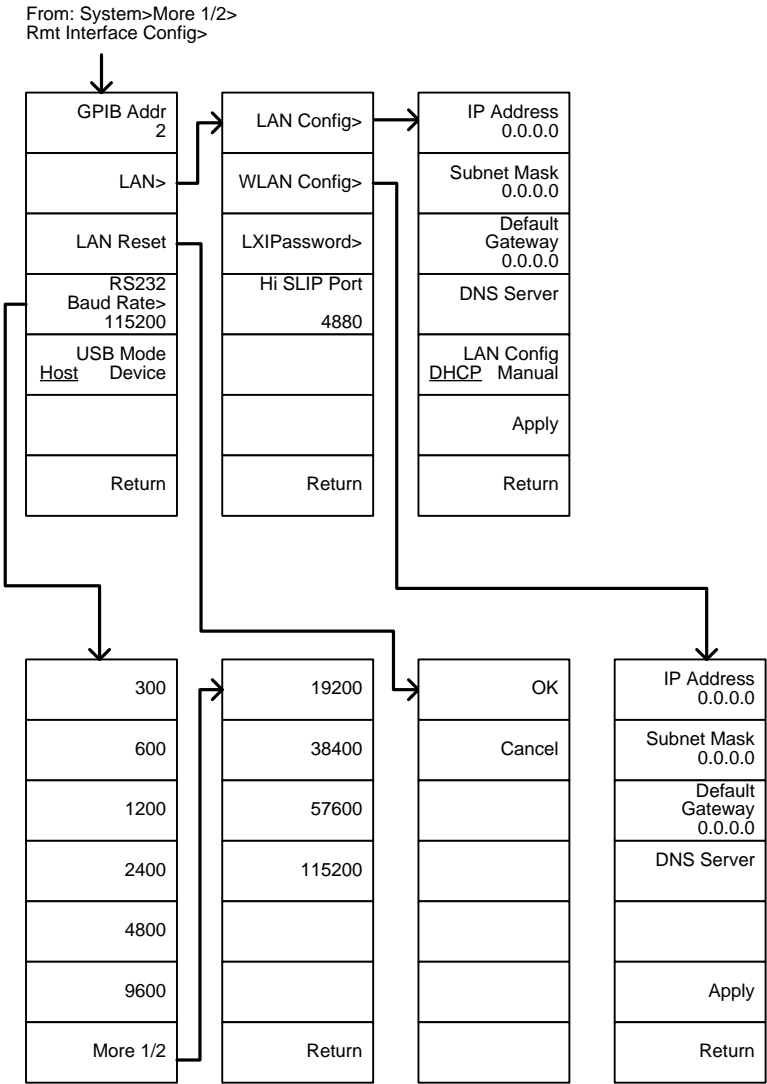 From: System>More 1/2>
Rmt Interface Config>
GPIB Addr
2
LAN>
LAN Reset
RS232
Baud Rate>
115200
USB Mode
Host Device
Return
LAN Config>
WLAN Config>
LXIPassword>
Hi SLIP Port
4880
Return
IP Address
0.0.0.0
Subnet Mask
0.0.0.0
Default
Gateway
0.0.0.0
DNS Server
LAN Config
DHCP Manual
Apply
Return
300
600
1200
2400
4800
9600
More 1/2
19200
38400
57600
115200
Return
OK
Cancel
IP Address
0.0.0.0
Subnet Mask
0.0.0.0
Default
Gateway
0.0.0.0
DNS Server
Apply
Return